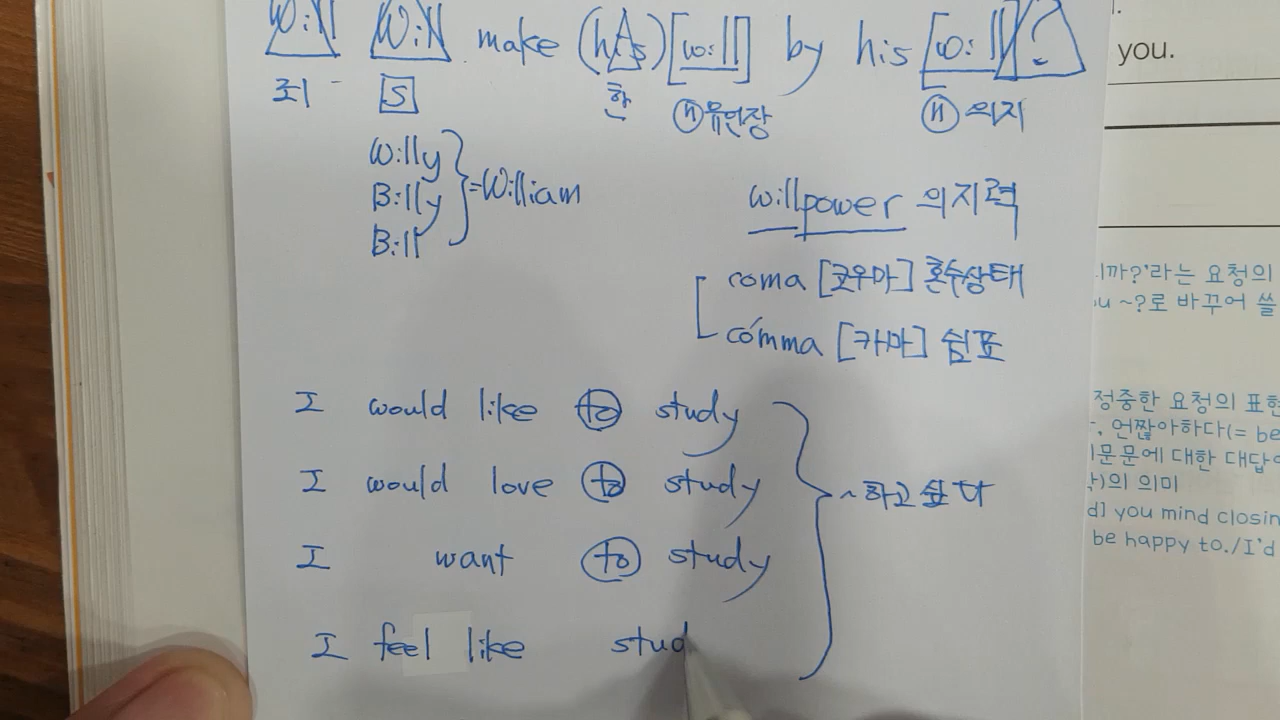 Will Will make (his) [will] by his [will]?
죄 S 한 ⓝ유언장 ⓝ 의지
Willy
Billy =William
Bill
willpower 의지력
coma [코우마] 혼수상태
cómma [카마] 쉼표
I would like to study
I would love to study ~하고 싶다
I want to study
I feel like stud
you.
니까?'라는 요청의
ou ~?로 바꾸어 쓸
정중한 요청의 표현
, 언짢아하다(= be
의문문에 대한 대답
)의 의미
d] you mind closin
be happy to./I'd